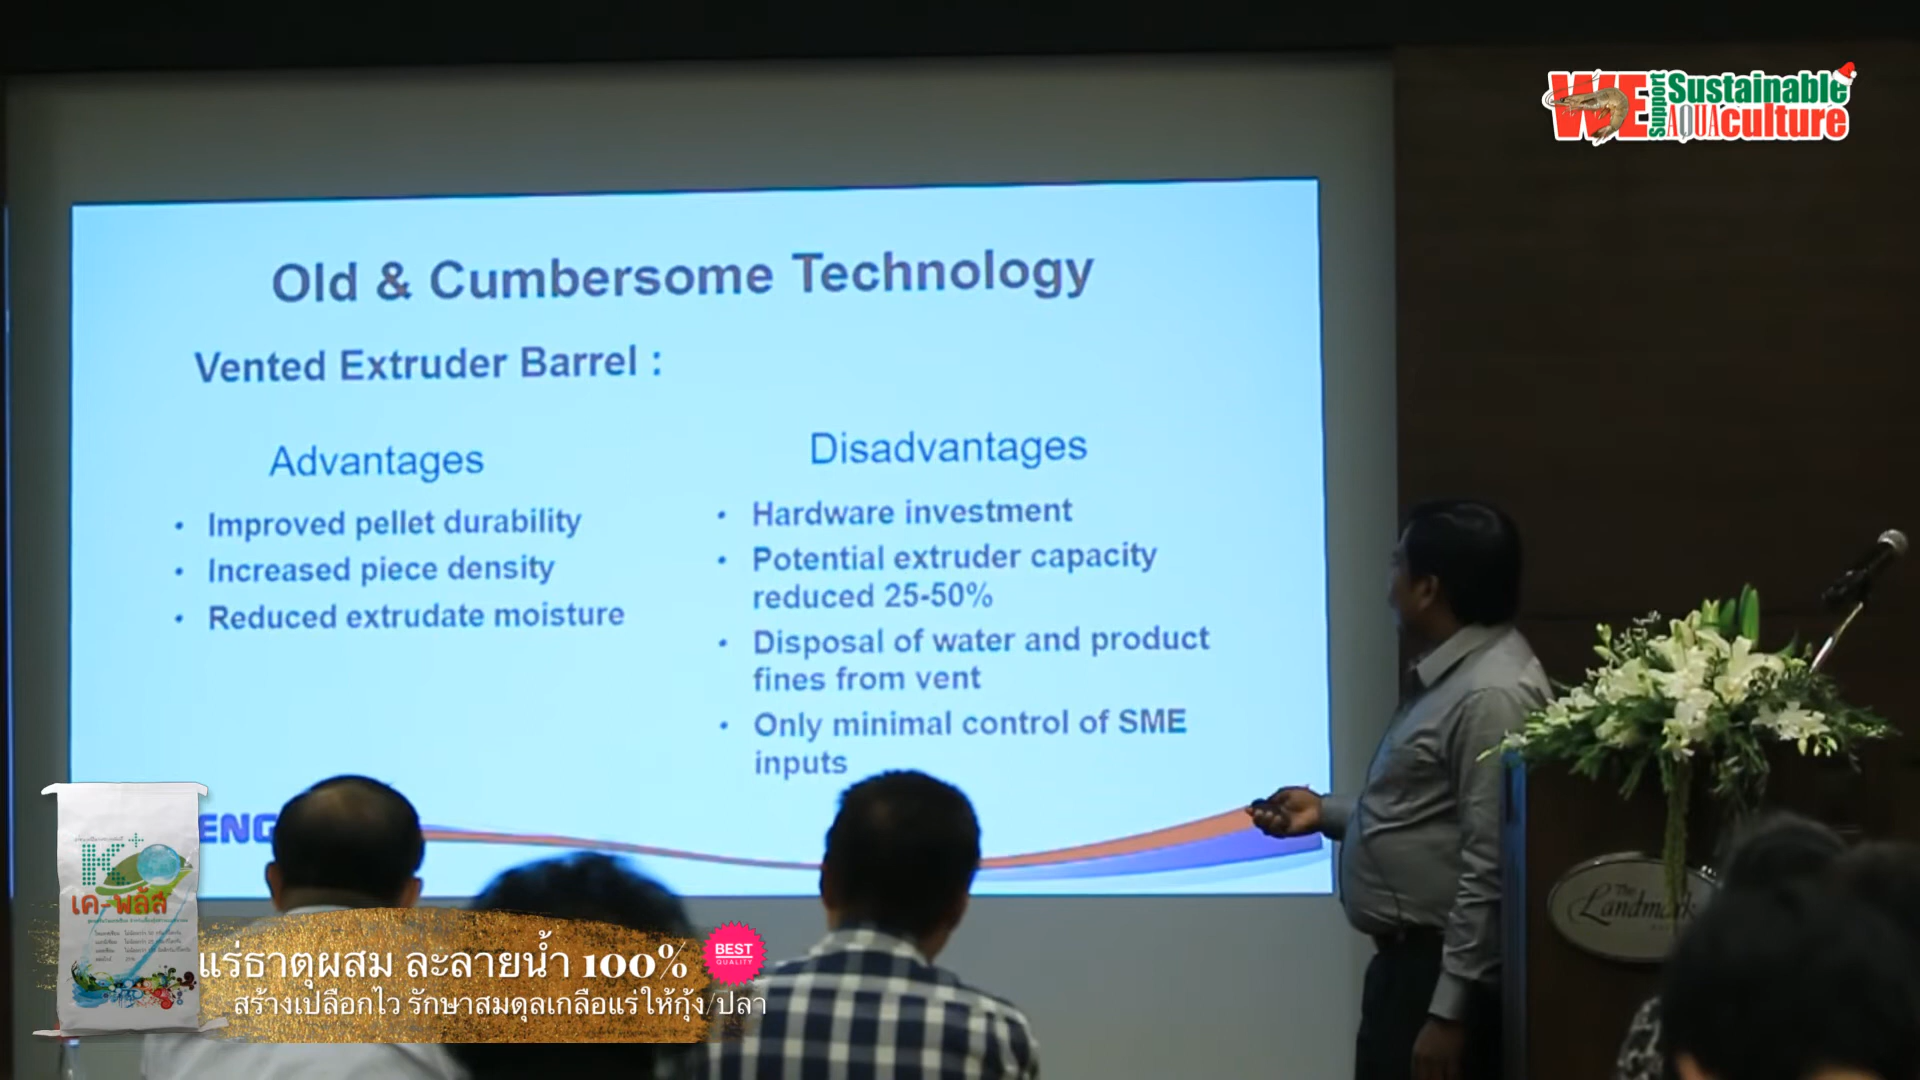 WE Support Sustainable AQUAculture
Old & Cumbersome Technology
Vented Extruder Barrel :
Advantages
• Improved pellet durability
• Increased piece density
• Reduced extrudate moisture
Disadvantages
• Hardware investment
• Potential extruder capacity
reduced 25-50%
• Disposal of water and product
fines from vent
• Only minimal control of SME
inputs
ENG
The
Landmark
K+
เค-พลัส
แร่ธาตุผสม ละลายน้ำ 100%
BEST
QUALITY
สร้างเปลือกไว รักษาสมดุลเกลือแร่ให้กุ้ง/ปลา